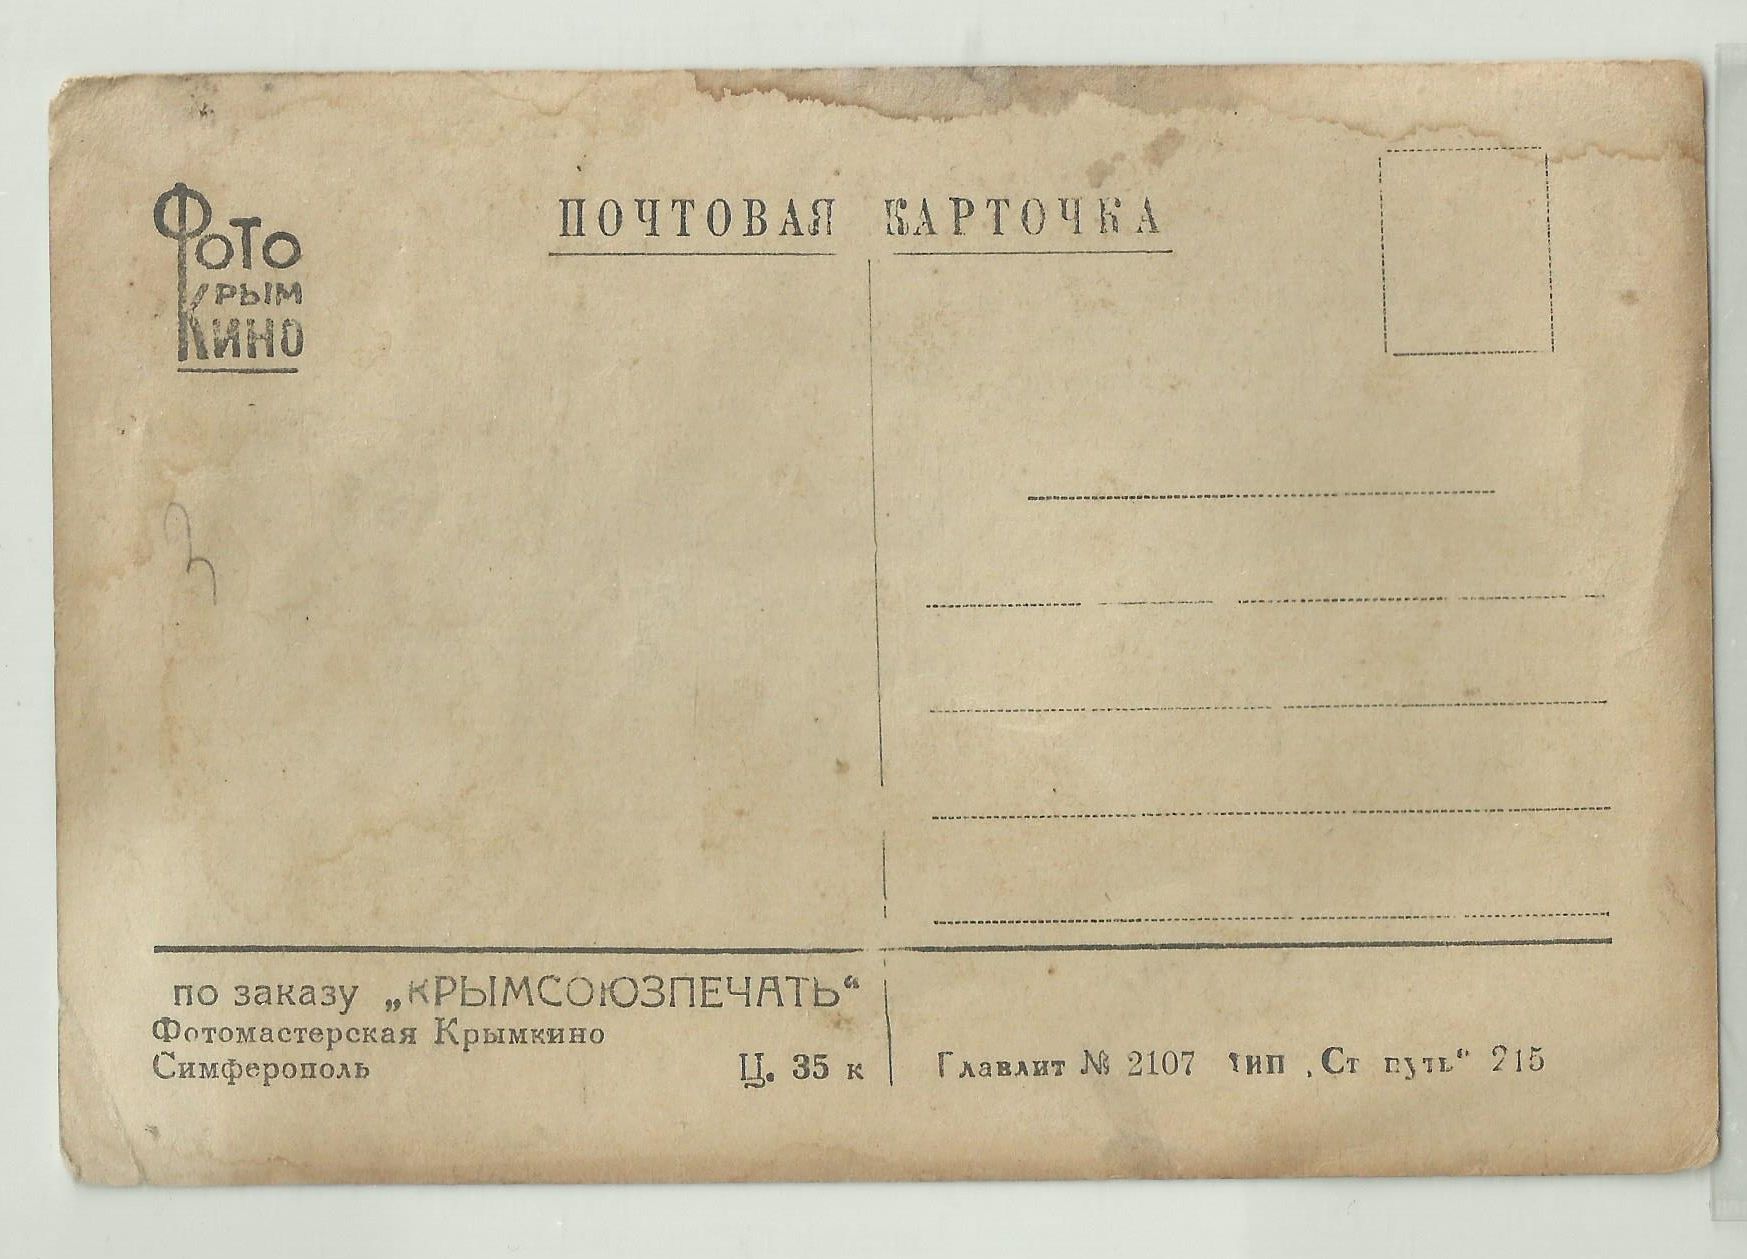 Фото
Крым
Кино
ПОЧТОВАЯ КАРТОЧКА
по заказу „КРЫМСОЮЗПЕЧАТЬ“
Фотомастерская Крымкино
Симферополь
Ц. 35 к
Главлит № 2107 тип „Ст путь“ 215